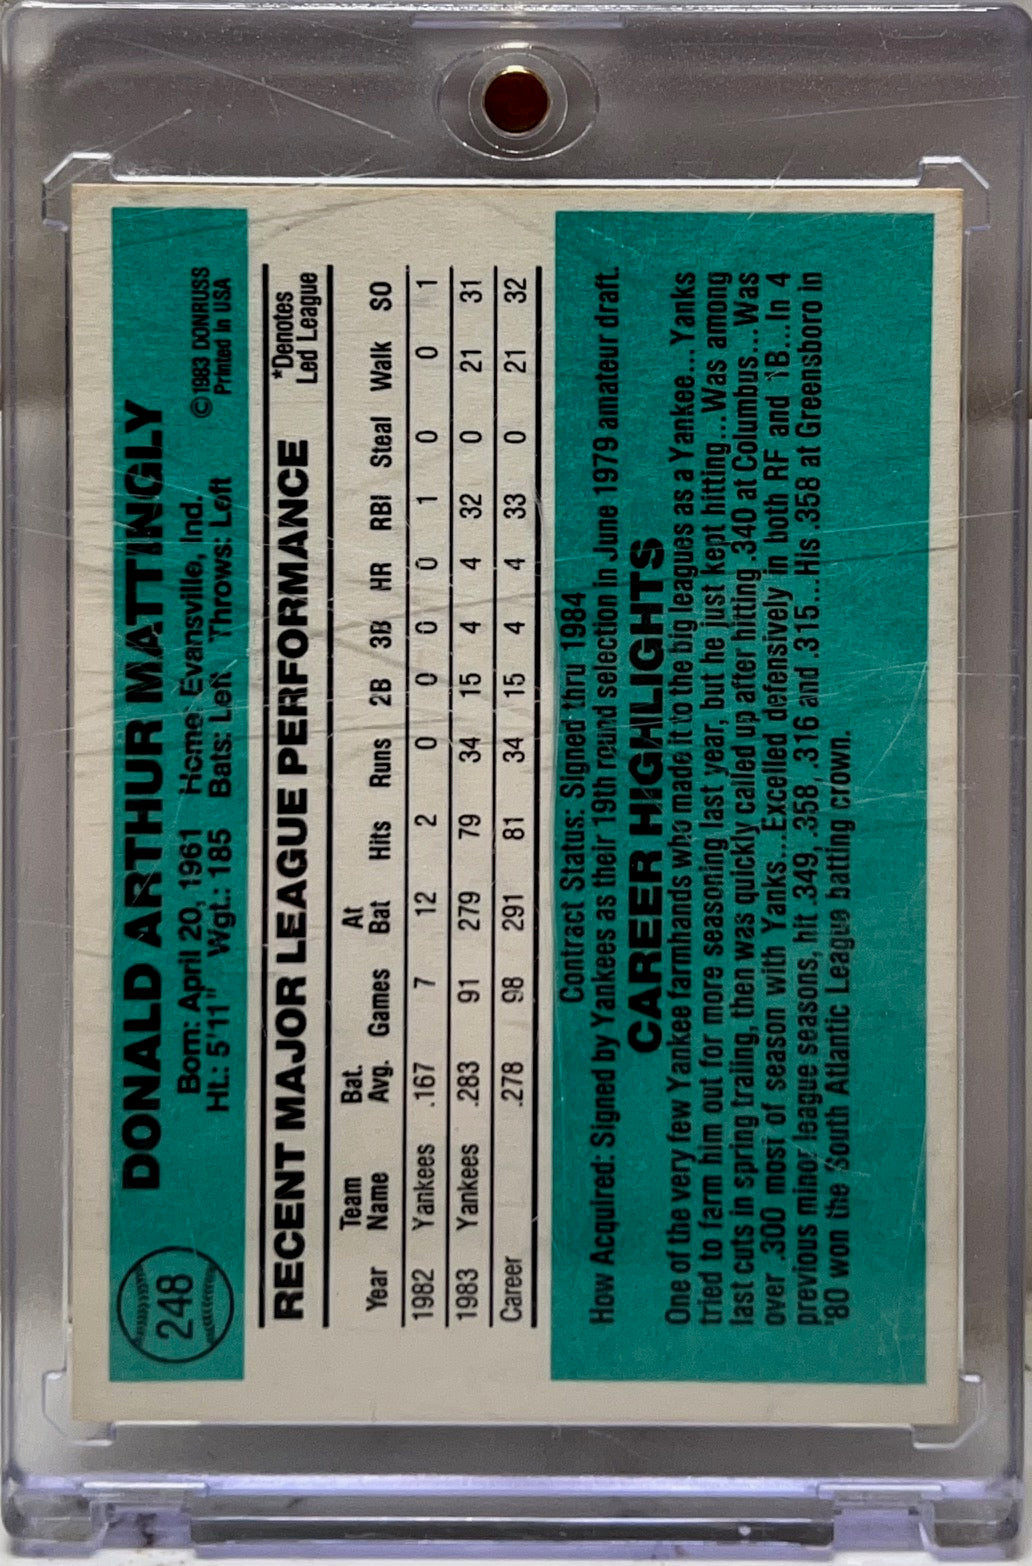 248
DONALD ARTHUR MATTINGLY
Born: April 20, 1961 Home Evansville, Ind.
Ht.: 5'11" Wgt.: 185 Bats: Left Throws: Left
©1983 DONRUSS
Printed in USA
RECENT MAJOR LEAGUE PERFORMANCE
*Denotes
Led League
Year Team Name Bat. Avg. Games At Bat Hits Runs 2B 3B HR RBI Steal Walk SO
1982 Yankees .167 7 12 2 0 0 0 0 1 0 0 1
1983 Yankees .283 91 279 79 34 15 4 4 32 0 21 31
Career .278 98 291 81 34 15 4 4 33 0 21 32
Contract Status: Signed thru 1984
How Acquired: Signed by Yankees as their 19th round selection in June 1979 amateur draft.
CAREER HIGHLIGHTS
One of the very few Yankee farmhands who made it to the big leagues as a Yankee...Yanks
tried to farm him out for more seasoning last year, but he just kept hitting...Was among
last cuts in spring trailing, then was quickly called up after hitting .340 at Columbus...Was
over .300 most of season with Yanks...Excelled defensively in both RF and 1B...In 4
previous minor league seasons, hit .349, .358, .316 and .315...His .358 at Greensboro in
'80 won the South Atlantic League batting crown.